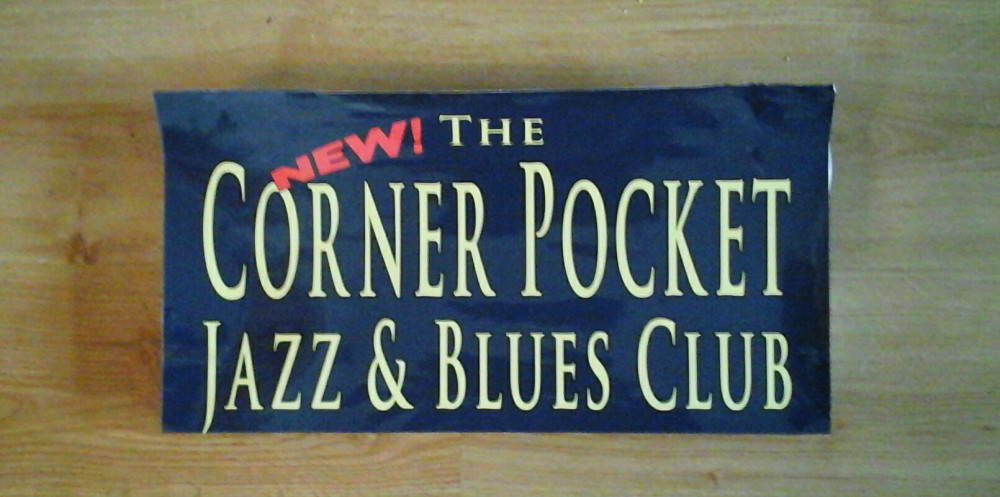 NEW! THE
CORNER POCKET
JAZZ & BLUES CLUB